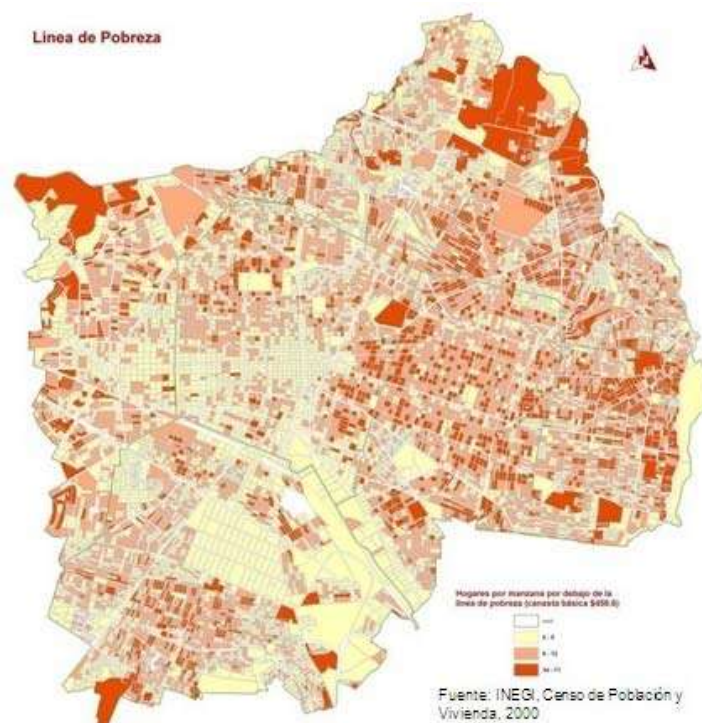 Linea de Pobreza
Hogares por manzana por debajo de la
línea de pobreza (canasta básica
Fuente: INEGI, Censo de Población y
Vivienda, 2000